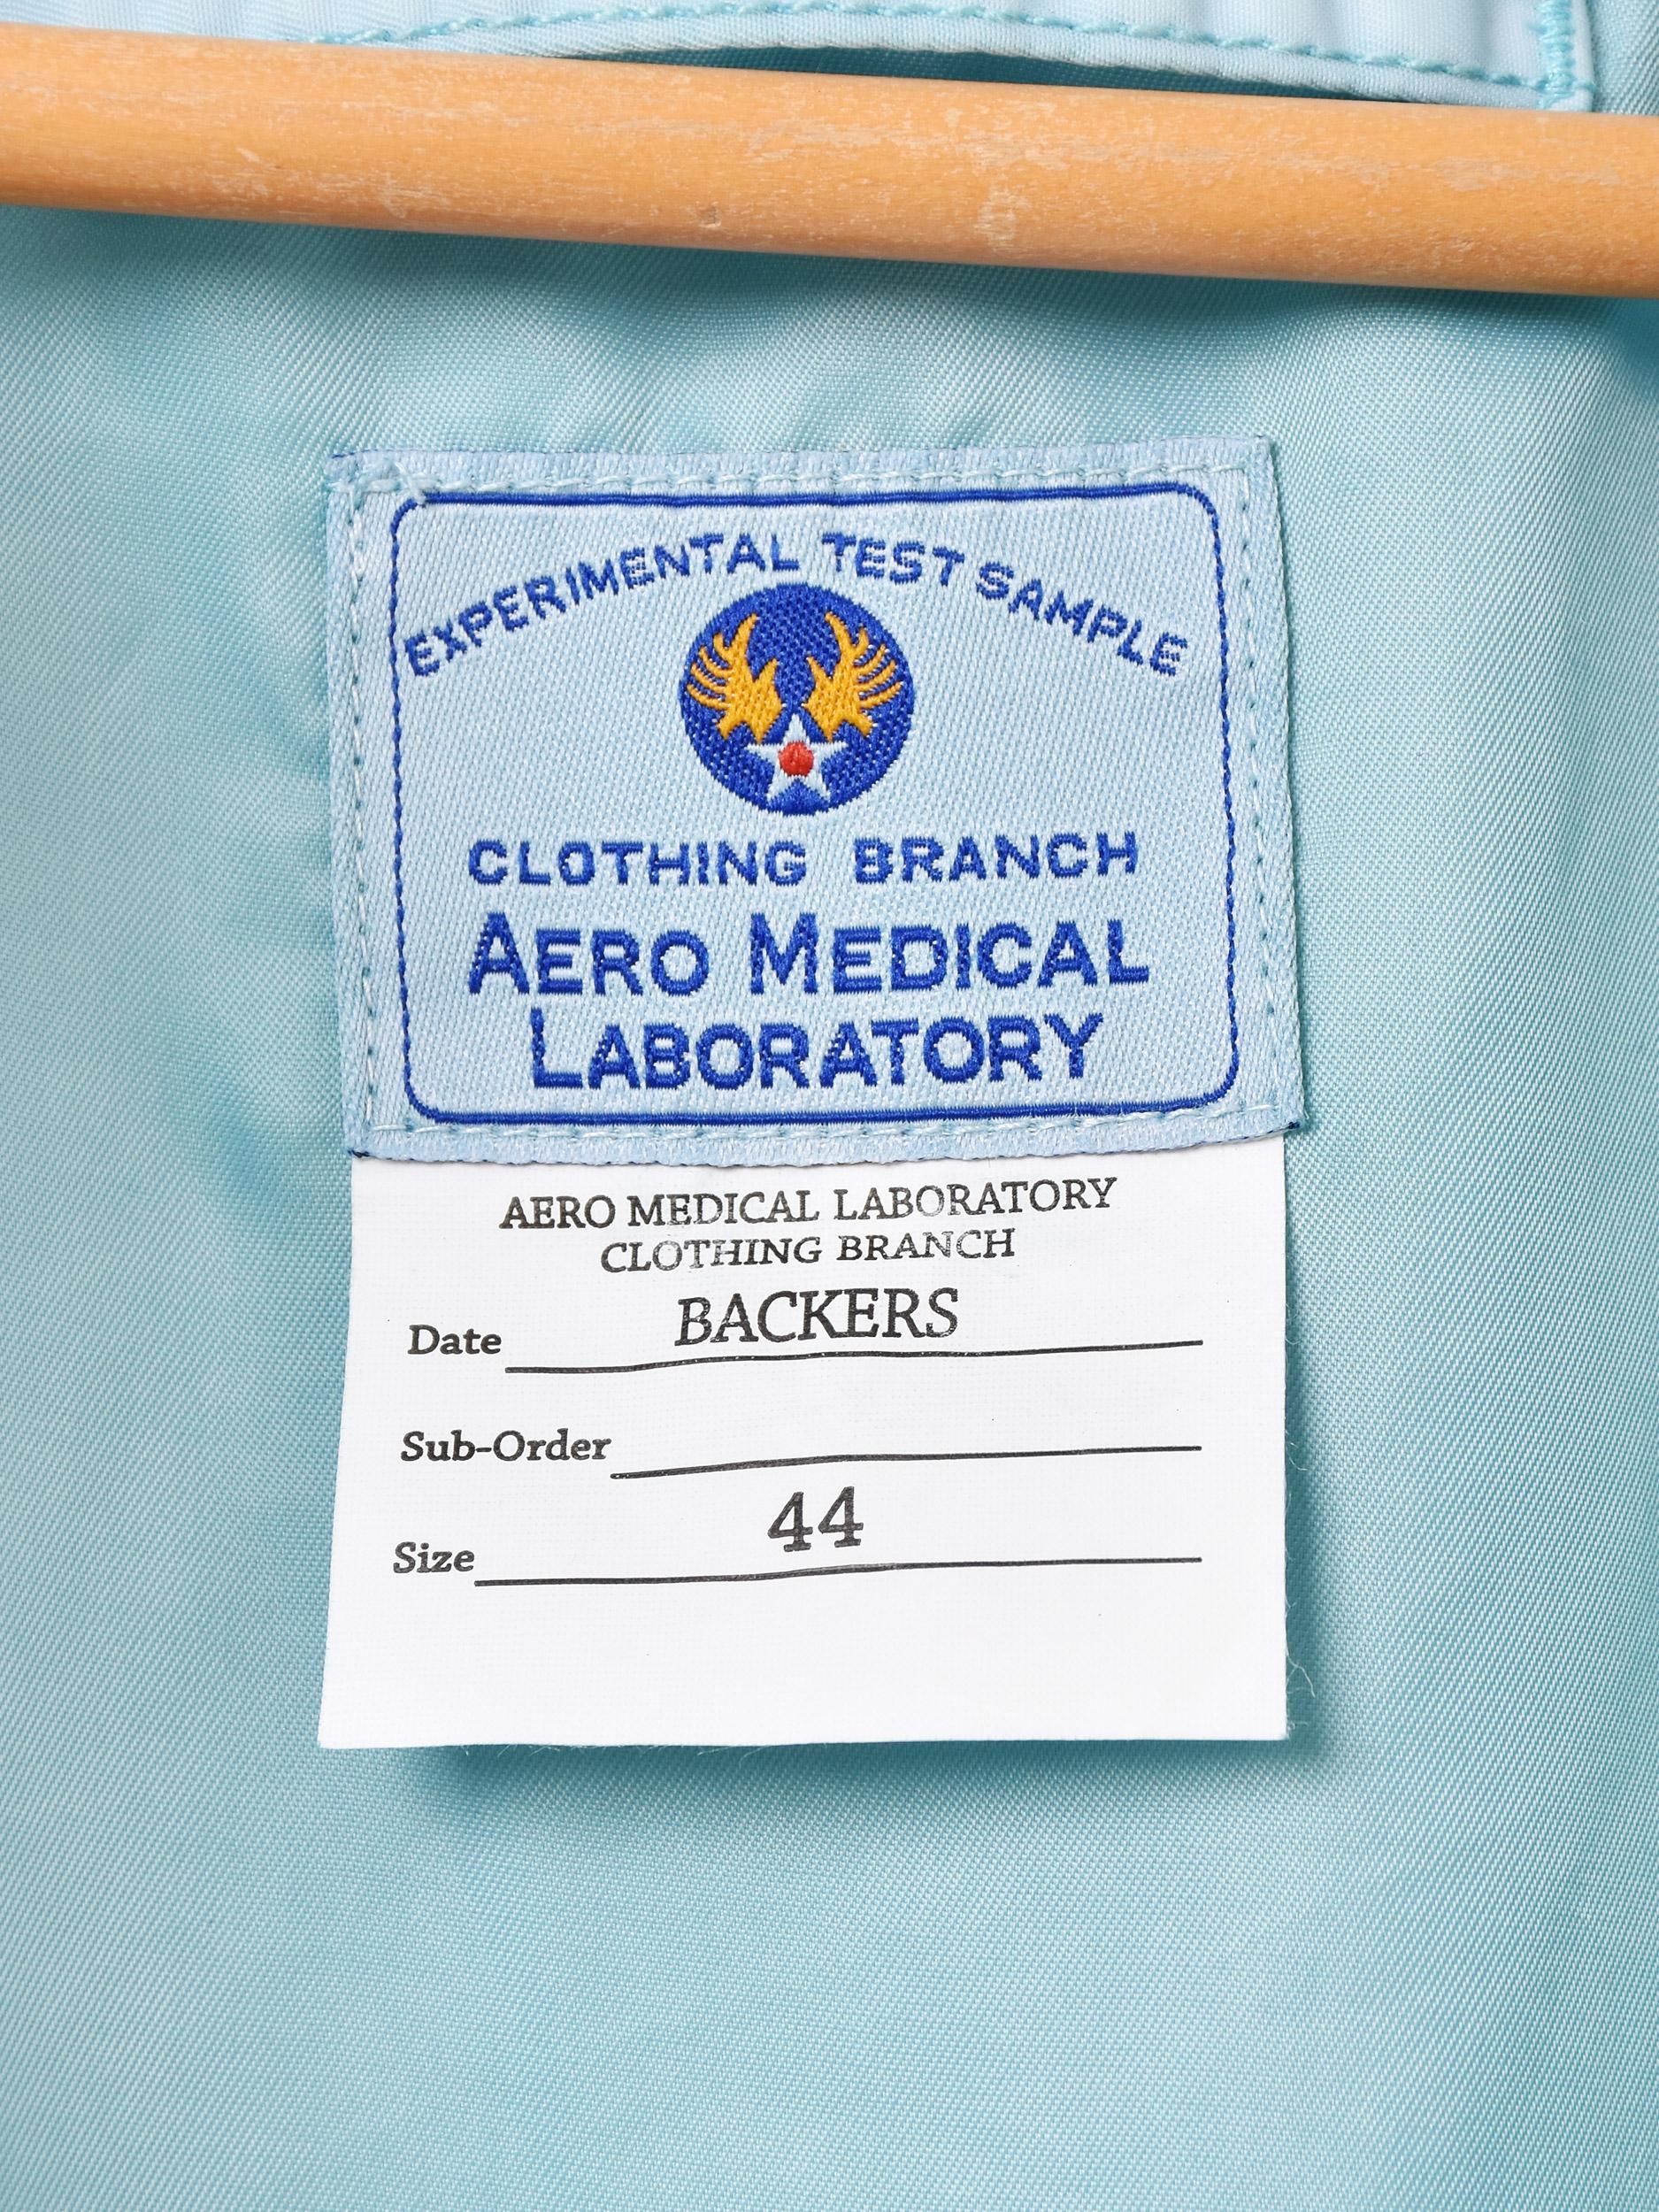 EXPERIMENTAL TEST SAMPLE
CLOTHING BRANCH
AERO MEDICAL
LABORATORY
AERO MEDICAL LABORATORY
CLOTHING BRANCH
Date BACKERS
Sub-Order
Size 44